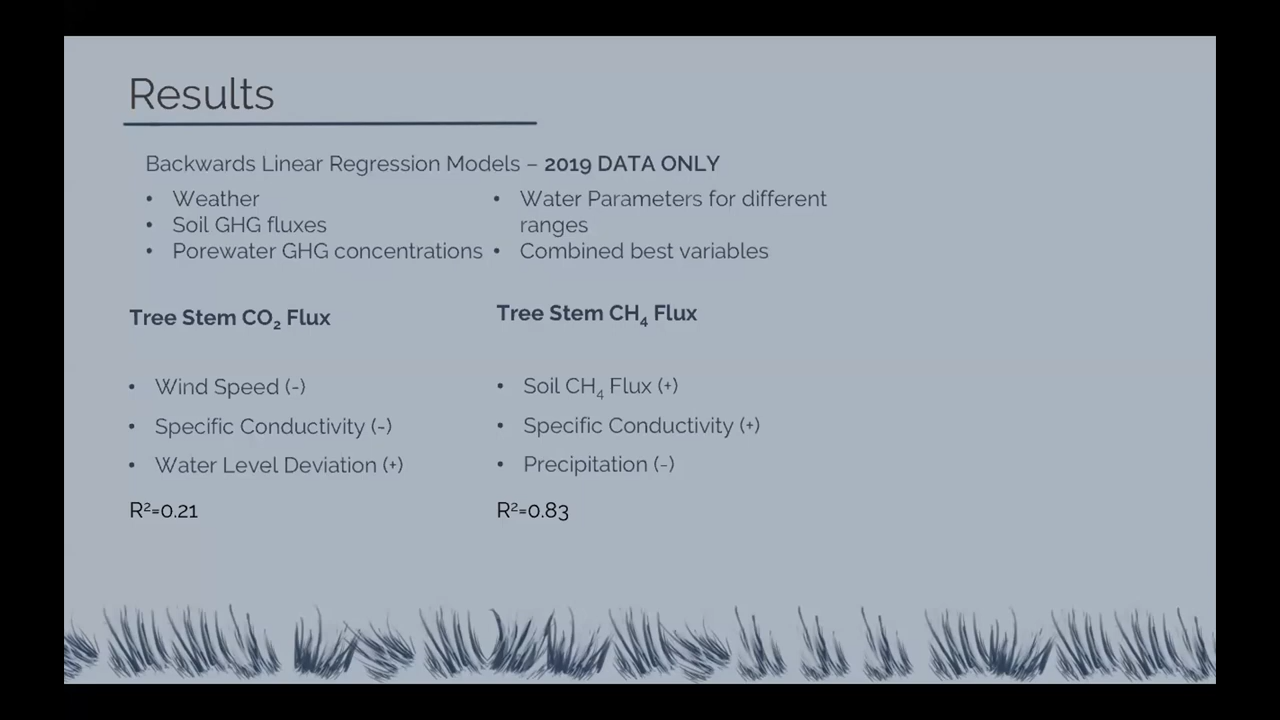 Results
Backwards Linear Regression Models – 2019 DATA ONLY
• Weather
• Soil GHG fluxes
• Porewater GHG concentrations
• Water Parameters for different
ranges
• Combined best variables
Tree Stem CO₂ Flux
• Wind Speed (-)
• Specific Conductivity (-)
• Water Level Deviation (+)
R²=0.21
Tree Stem CH₄ Flux
• Soil CH₄ Flux (+)
• Specific Conductivity (+)
• Precipitation (-)
R²=0.83